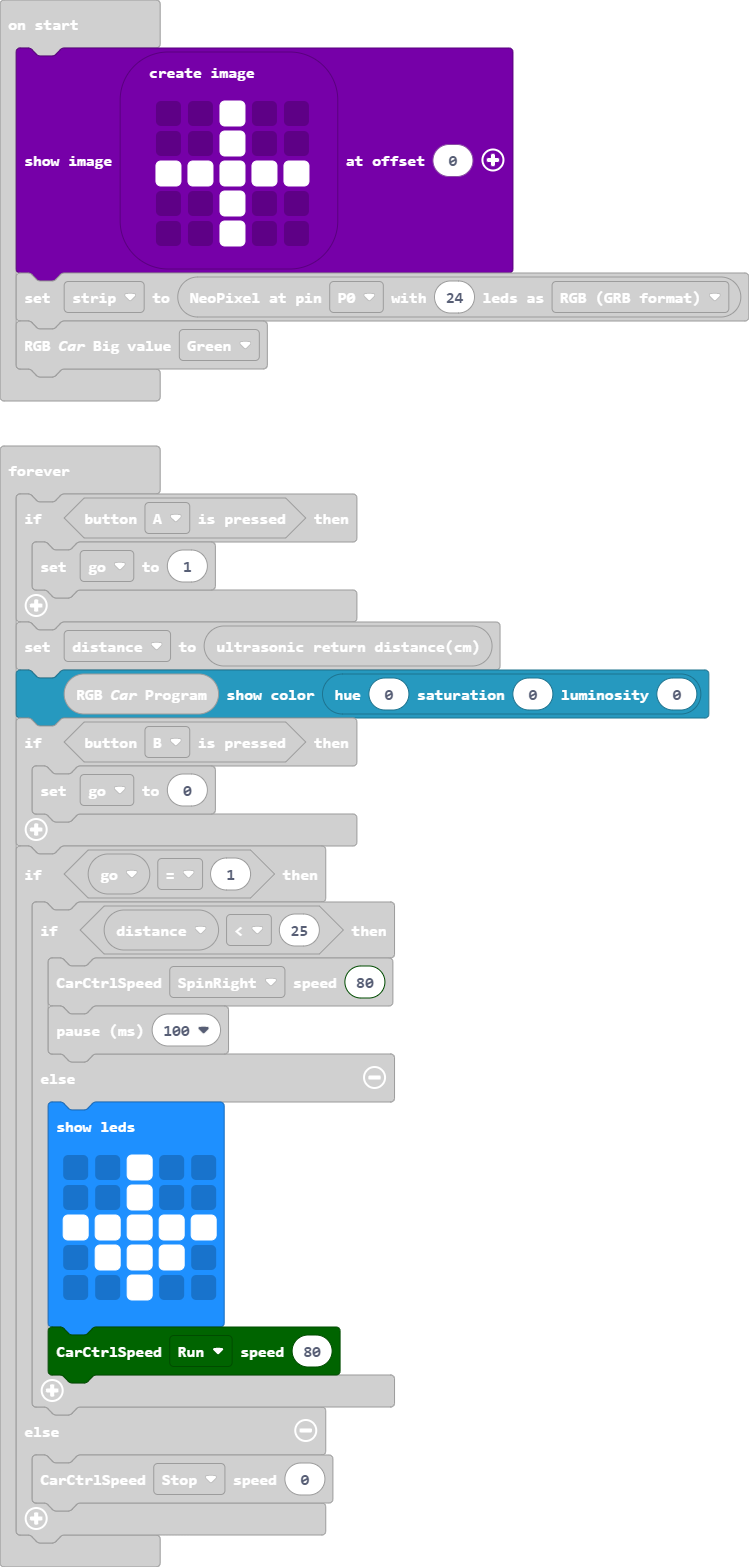 on start
create image
show image at offset 0
set strip to NeoPixel at pin P0 with 24 leds as RGB (GRB format)
RGB Car Big value Green
forever
if button A is pressed then
set go to 1
set distance to ultrasonic return distance(cm)
RGB Car Program show color hue 0 saturation 0 luminosity 0
if button B is pressed then
set go to 0
if go = 1 then
if distance < 25 then
CarCtrlSpeed SpinRight speed 80
pause (ms) 100
else
show leds
CarCtrlSpeed Run speed 80
else
CarCtrlSpeed Stop speed 0